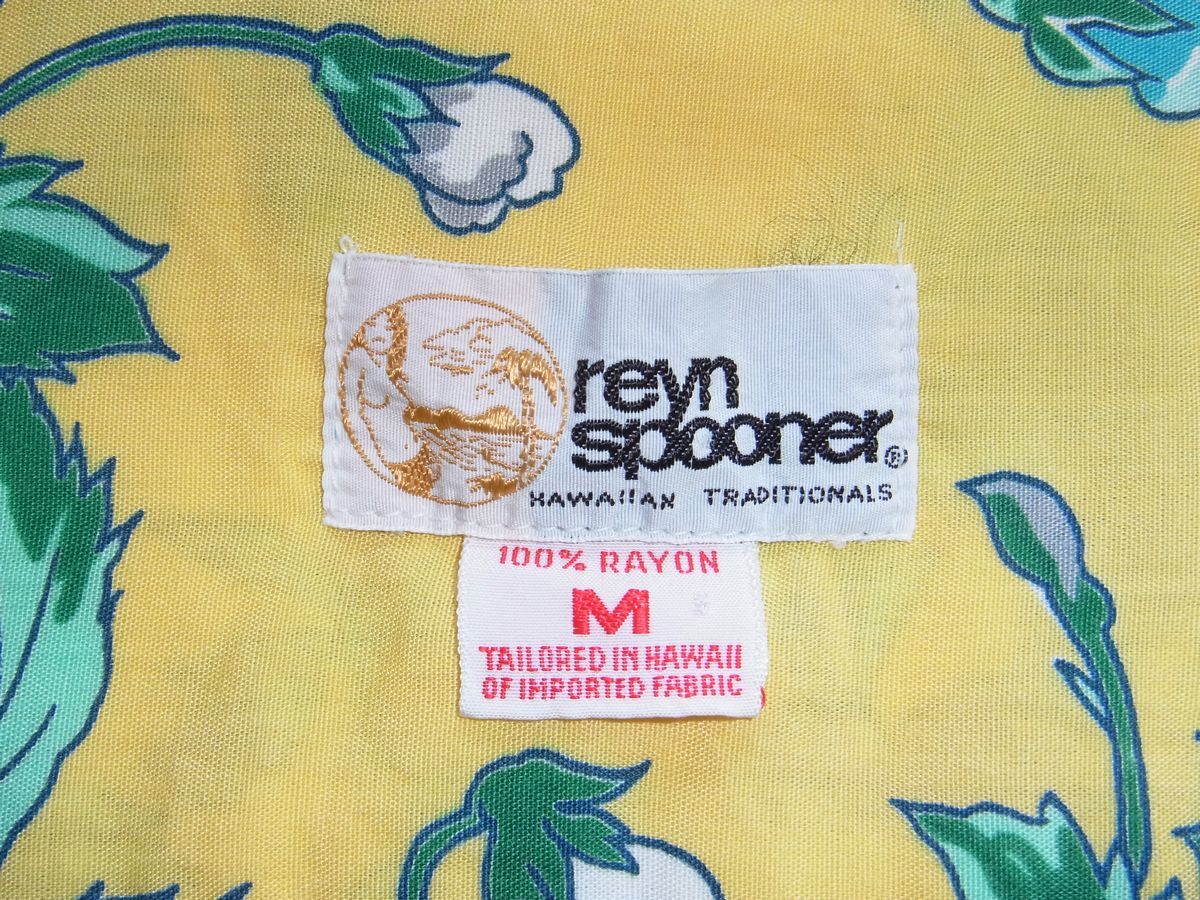 reyn
spooner®
HAWAIIAN TRADITIONALS
100% RAYON
M
TAILORED IN HAWAII
OF IMPORTED FABRIC